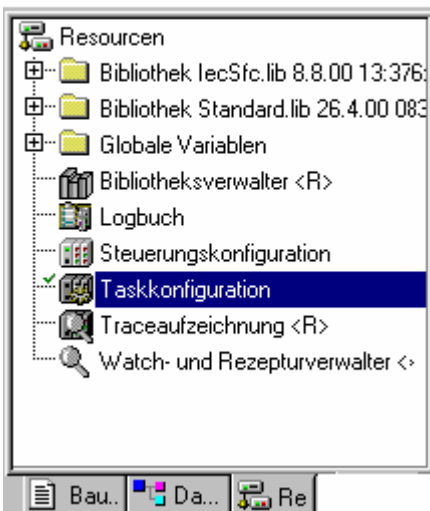 Resourcen
Bibliothek IecSfc.lib 8.8.00 13:376:
Bibliothek Standard.lib 26.4.00 083
Globale Variablen
Bibliotheksverwalter <R>
Logbuch
Steuerungskonfiguration
Taskkonfiguration
Traceaufzeichnung <R>
Watch- und Rezepturverwalter <>
Bau.. Da... Re